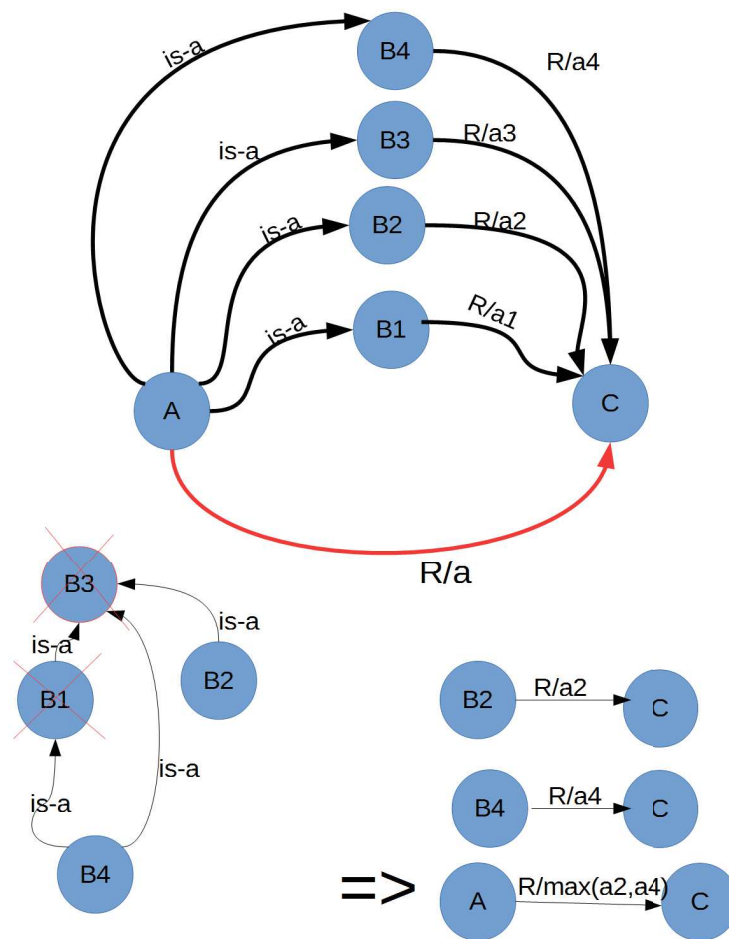 is-a
B4
R/a4
is-a
B3
R/a3
is-a
B2
R/a2
is-a
B1
R/a1
A
C
R/a
B3
is-a
is-a
B1
B2
is-a
is-a
B4
B2
R/a2
C
B4
R/a4
C
=>
A
R/max(a2,a4)
C